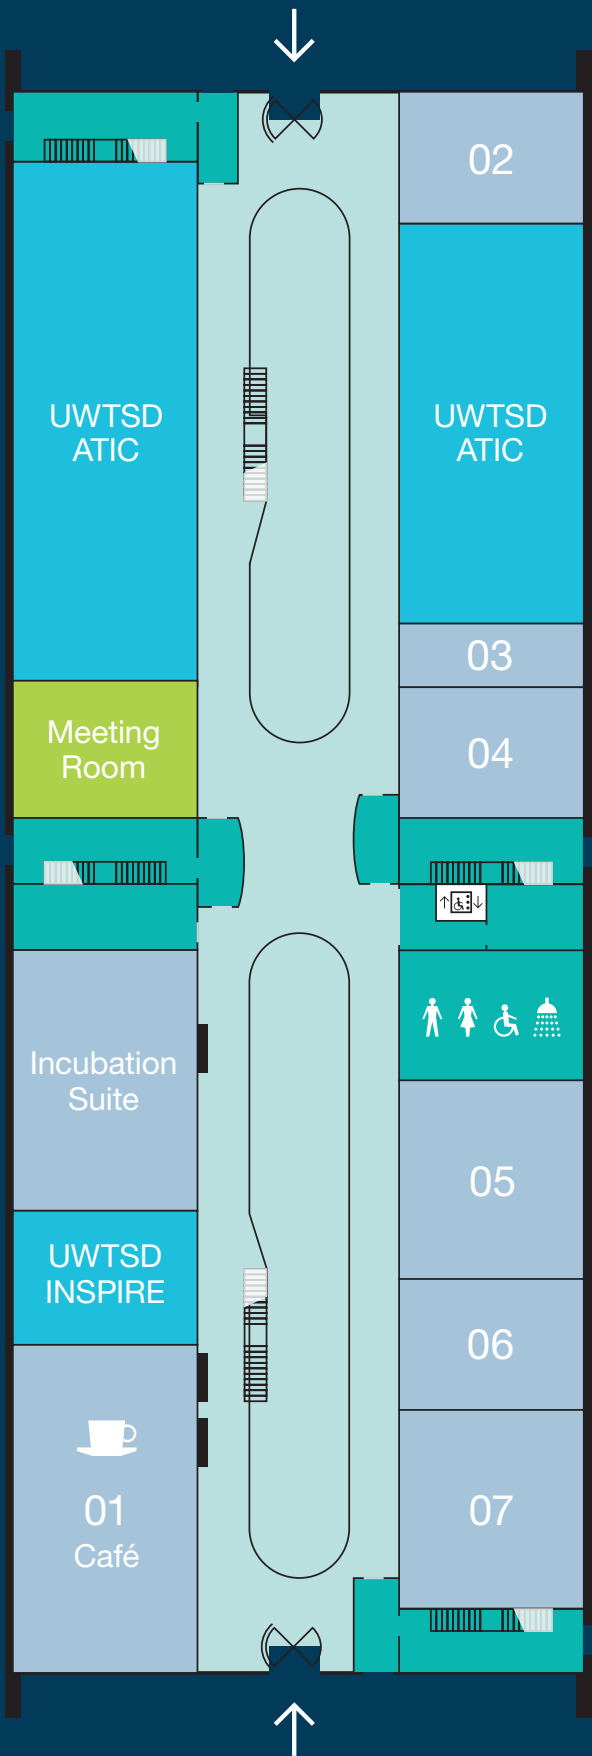 02
UWTSD
ATIC
UWTSD
ATIC
03
Meeting
Room
04
Incubation
Suite
05
UWTSD
INSPIRE
06
01
Café
07